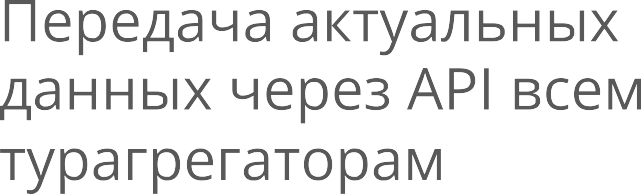 Передача актуальных
данных через API всем
турагрегаторам